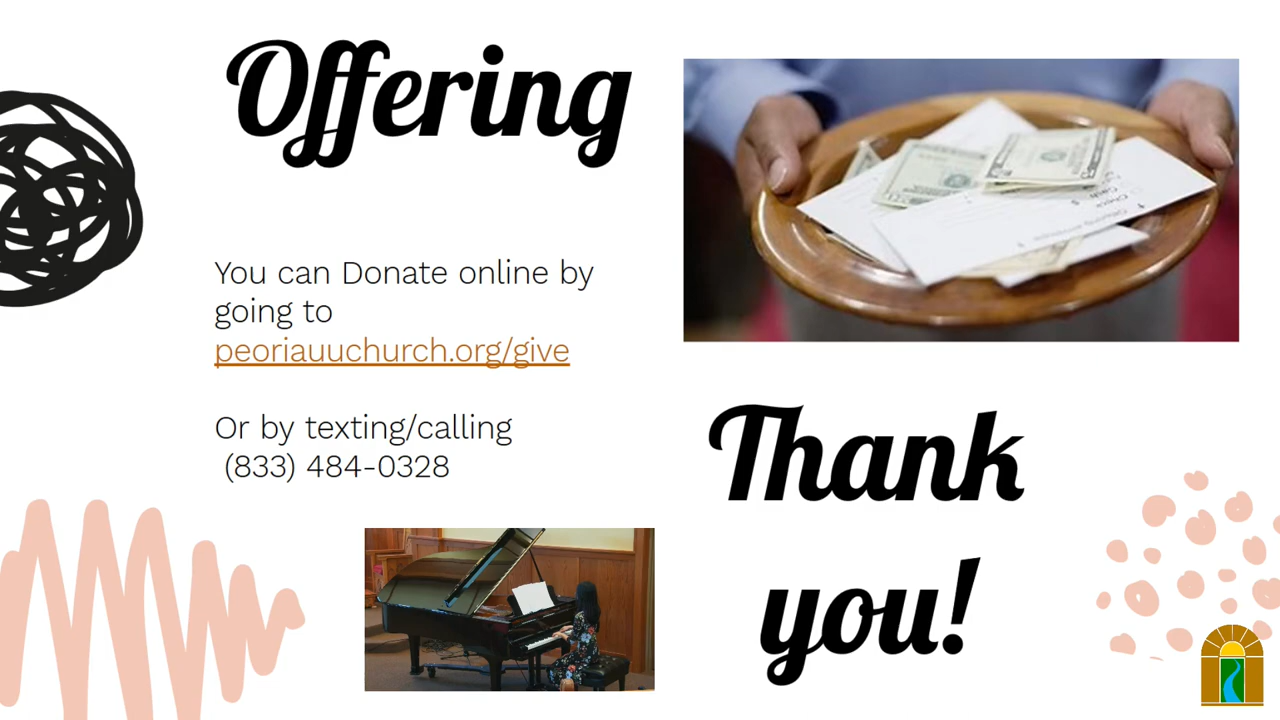 Offering
You can Donate online by
going to
peoriauuchurch.org/give
Or by texting/calling
(833) 484-0328
Thank
you!